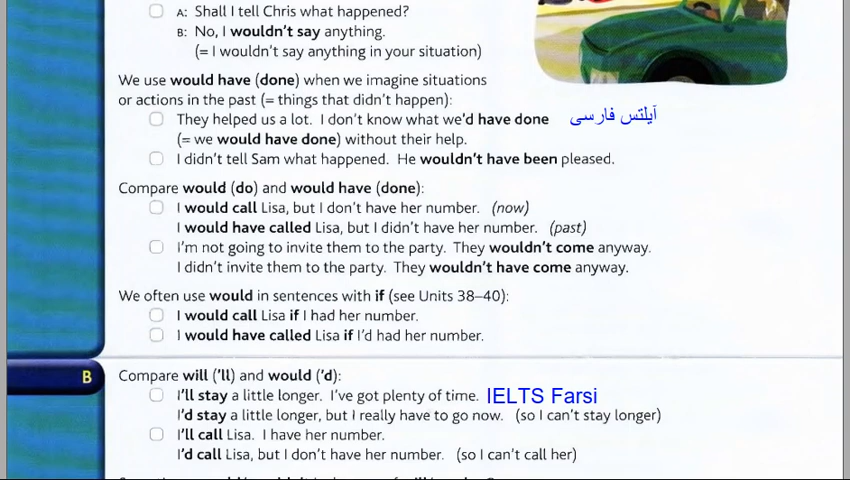 A: Shall I tell Chris what happened?
B: No, I wouldn't say anything.
(= I wouldn't say anything in your situation)
We use would have (done) when we imagine situations
or actions in the past (= things that didn't happen):
They helped us a lot. I don't know what we'd have done آیلتس فارسی
(= we would have done) without their help.
I didn't tell Sam what happened. He wouldn't have been pleased.
Compare would (do) and would have (done):
I would call Lisa, but I don't have her number. (now)
I would have called Lisa, but I didn't have her number. (past)
I'm not going to invite them to the party. They wouldn't come anyway.
I didn't invite them to the party. They wouldn't have come anyway.
We often use would in sentences with if (see Units 38–40):
I would call Lisa if I had her number.
I would have called Lisa if I'd had her number.
B Compare will ('ll) and would ('d):
I'll stay a little longer. I've got plenty of time. IELTS Farsi
I'd stay a little longer, but I really have to go now. (so I can't stay longer)
I'll call Lisa. I have her number.
I'd call Lisa, but I don't have her number. (so I can't call her)